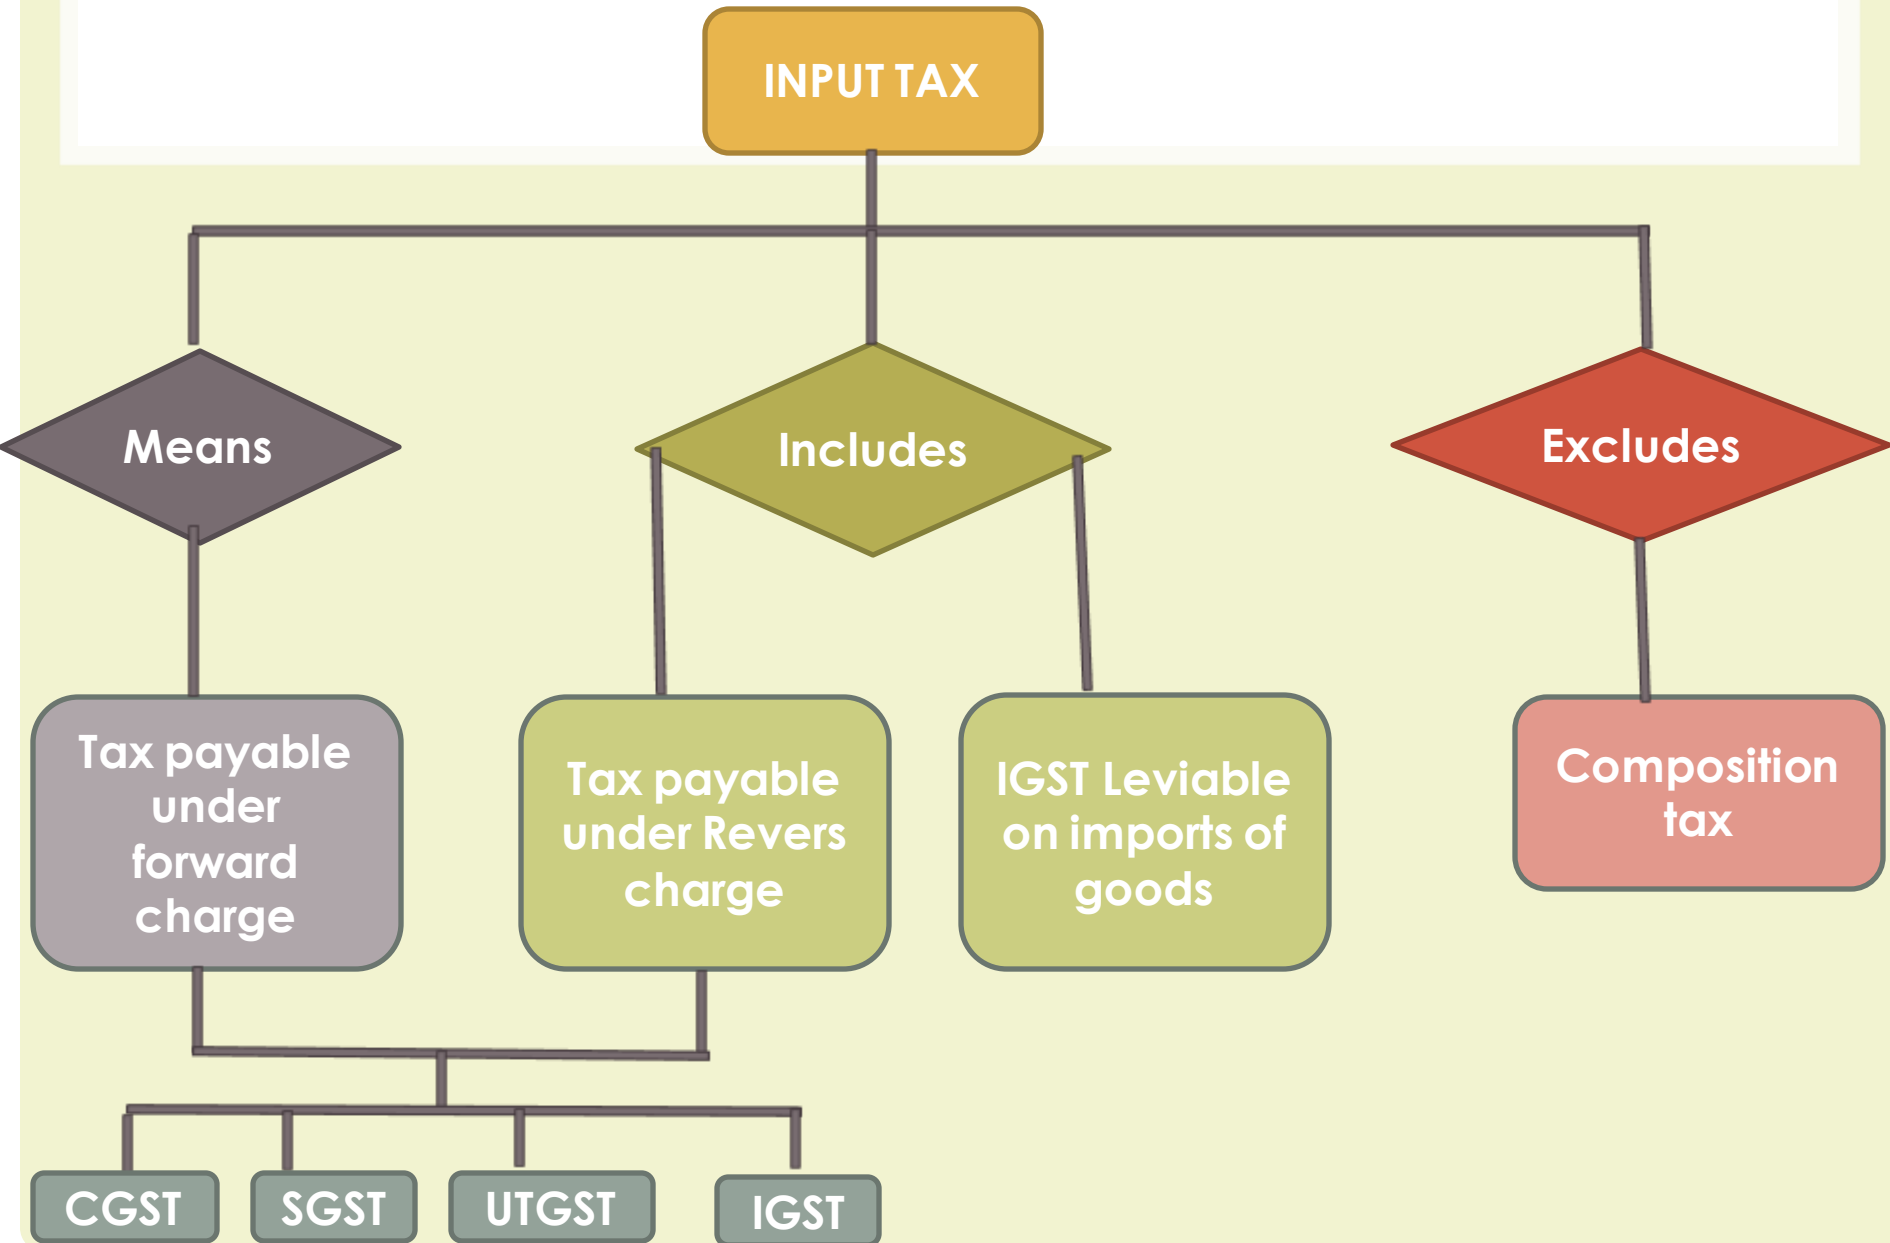 INPUT TAX
Means
Includes
Excludes
Tax payable
under
forward
charge
Tax payable
under Revers
charge
IGST Leviable
on imports of
goods
Composition
tax
CGST
SGST
UTGST
IGST